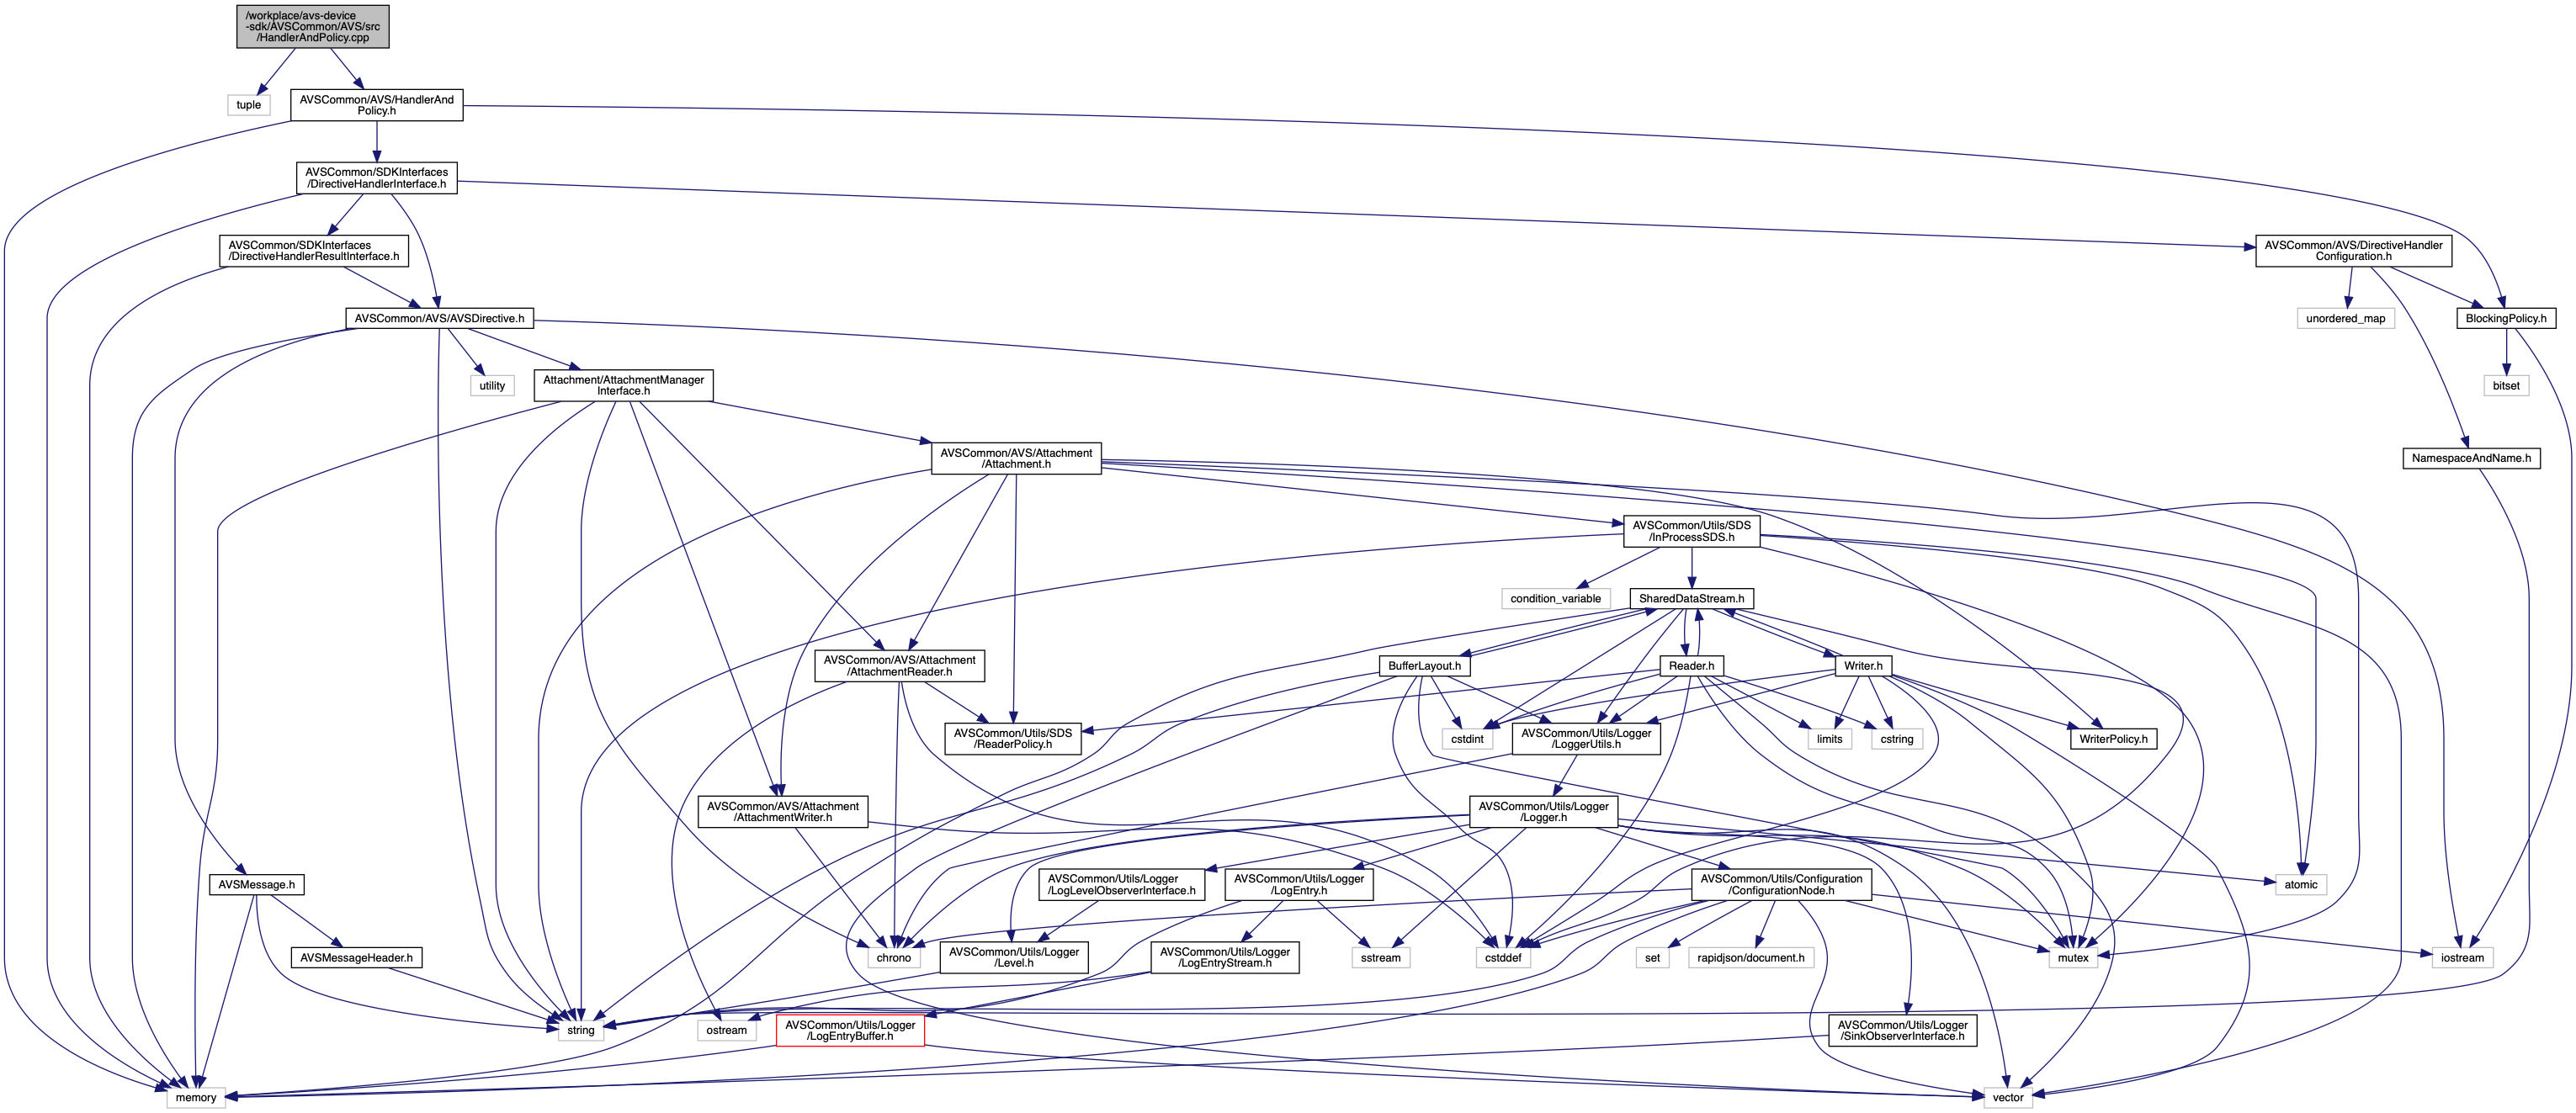 /workplace/avs-device
-sdk/AVSCommon/AVS/src
/HandlerAndPolicy.cpp
tuple
AVSCommon/AVS/HandlerAnd
Policy.h
AVSCommon/SDKInterfaces
/DirectiveHandlerInterface.h
AVSCommon/SDKInterfaces
/DirectiveHandlerResultInterface.h
AVSCommon/AVS/DirectiveHandler
Configuration.h
AVSCommon/AVS/AVSDirective.h
unordered_map
BlockingPolicy.h
utility
Attachment/AttachmentManager
Interface.h
bitset
AVSCommon/AVS/Attachment
/Attachment.h
NamespaceAndName.h
AVSCommon/Utils/SDS
/InProcessSDS.h
condition_variable
SharedDataStream.h
AVSCommon/AVS/Attachment
/AttachmentReader.h
BufferLayout.h
Reader.h
Writer.h
AVSCommon/Utils/SDS
/ReaderPolicy.h
cstdint
AVSCommon/Utils/Logger
/LoggerUtils.h
limits
cstring
WriterPolicy.h
AVSCommon/AVS/Attachment
/AttachmentWriter.h
AVSCommon/Utils/Logger
/Logger.h
AVSMessage.h
AVSCommon/Utils/Logger
/LogLevelObserverInterface.h
AVSCommon/Utils/Logger
/LogEntry.h
AVSCommon/Utils/Configuration
/ConfigurationNode.h
atomic
AVSMessageHeader.h
chrono
AVSCommon/Utils/Logger
/Level.h
AVSCommon/Utils/Logger
/LogEntryStream.h
sstream
cstddef
set
rapidjson/document.h
mutex
iostream
string
ostream
AVSCommon/Utils/Logger
/LogEntryBuffer.h
AVSCommon/Utils/Logger
/SinkObserverInterface.h
memory
vector